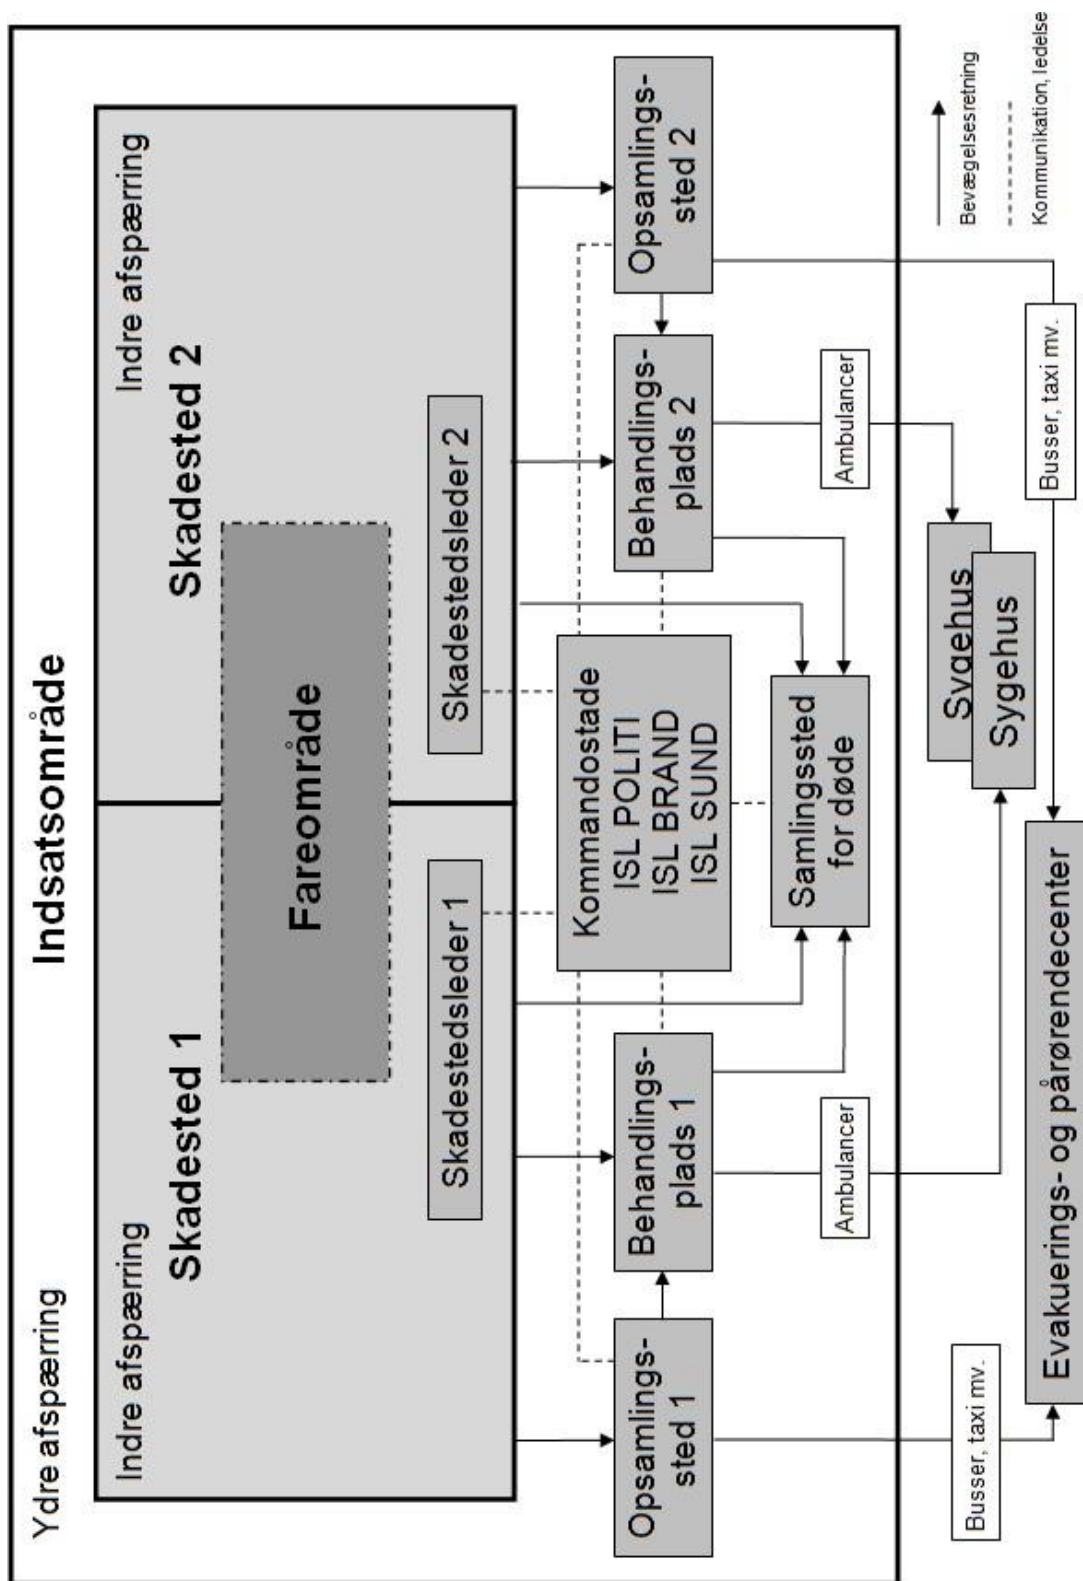 Indsatsområde
Ydre afspærring
Indre afspærring
Indre afspærring
Skadested 1
Skadested 2
Fareområde
Skadestedsleder 1
Skadestedsleder 2
Opsamlings-
sted 1
Behandlings-
plads 1
Kommandostade
ISL POLITI
ISL BRAND
ISL SUND
Behandlings-
plads 2
Opsamlings-
sted 2
Samlingssted
for døde
Ambulancer
Ambulancer
Busser, taxi mv.
Busser, taxi mv.
Sygehus
Sygehus
Evakuerings- og pårørendecenter
Bevægelsesretning
Kommunikation, ledelse